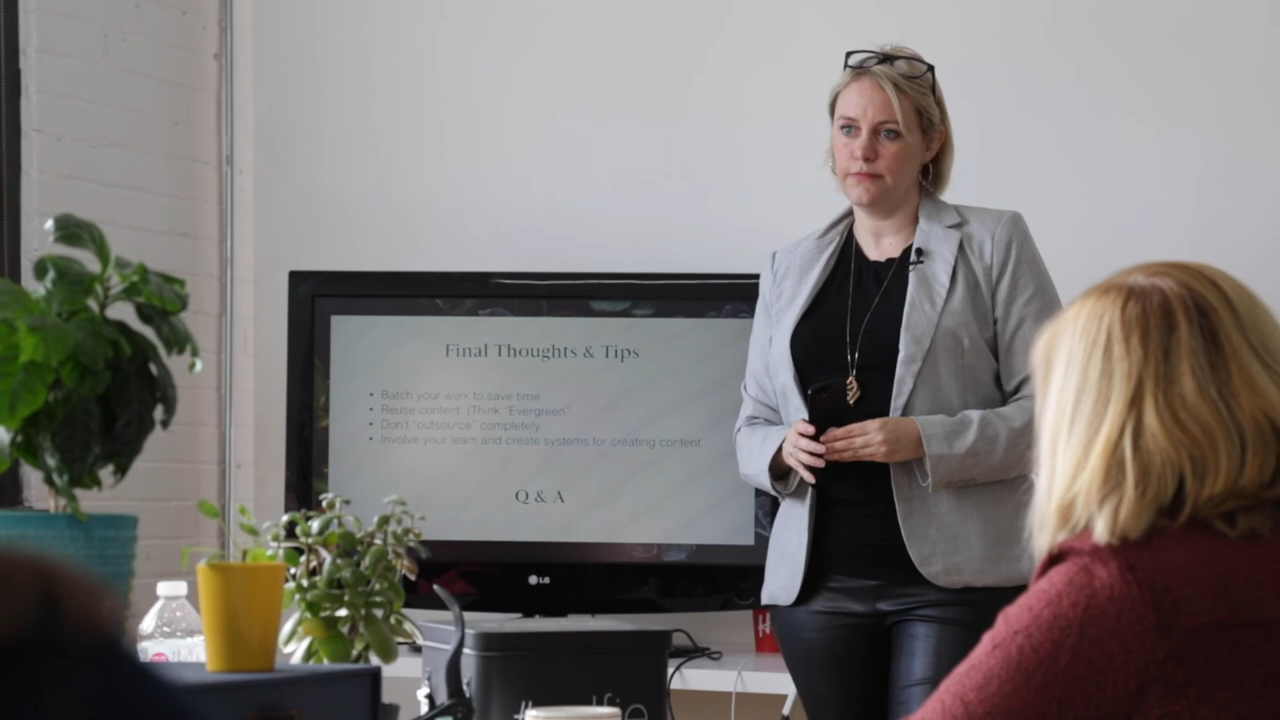 Final Thoughts & Tips
• Batch your work to save time
• Reuse content (Think "Evergreen"
• Don't "outsource" completely
• Involve your team and create systems for creating content
Q & A
LG